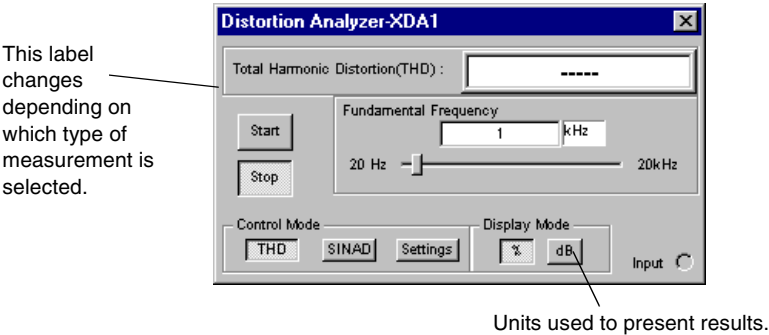 Distortion Analyzer-XDA1
This label
changes
depending on
which type of
measurement is
selected.
Total Harmonic Distortion(THD) :
-----
Fundamental Frequency
Start
1 kHz
20 Hz 20kHz
Stop
Control Mode
THD SINAD Settings
Display Mode
% dB
Input
Units used to present results.